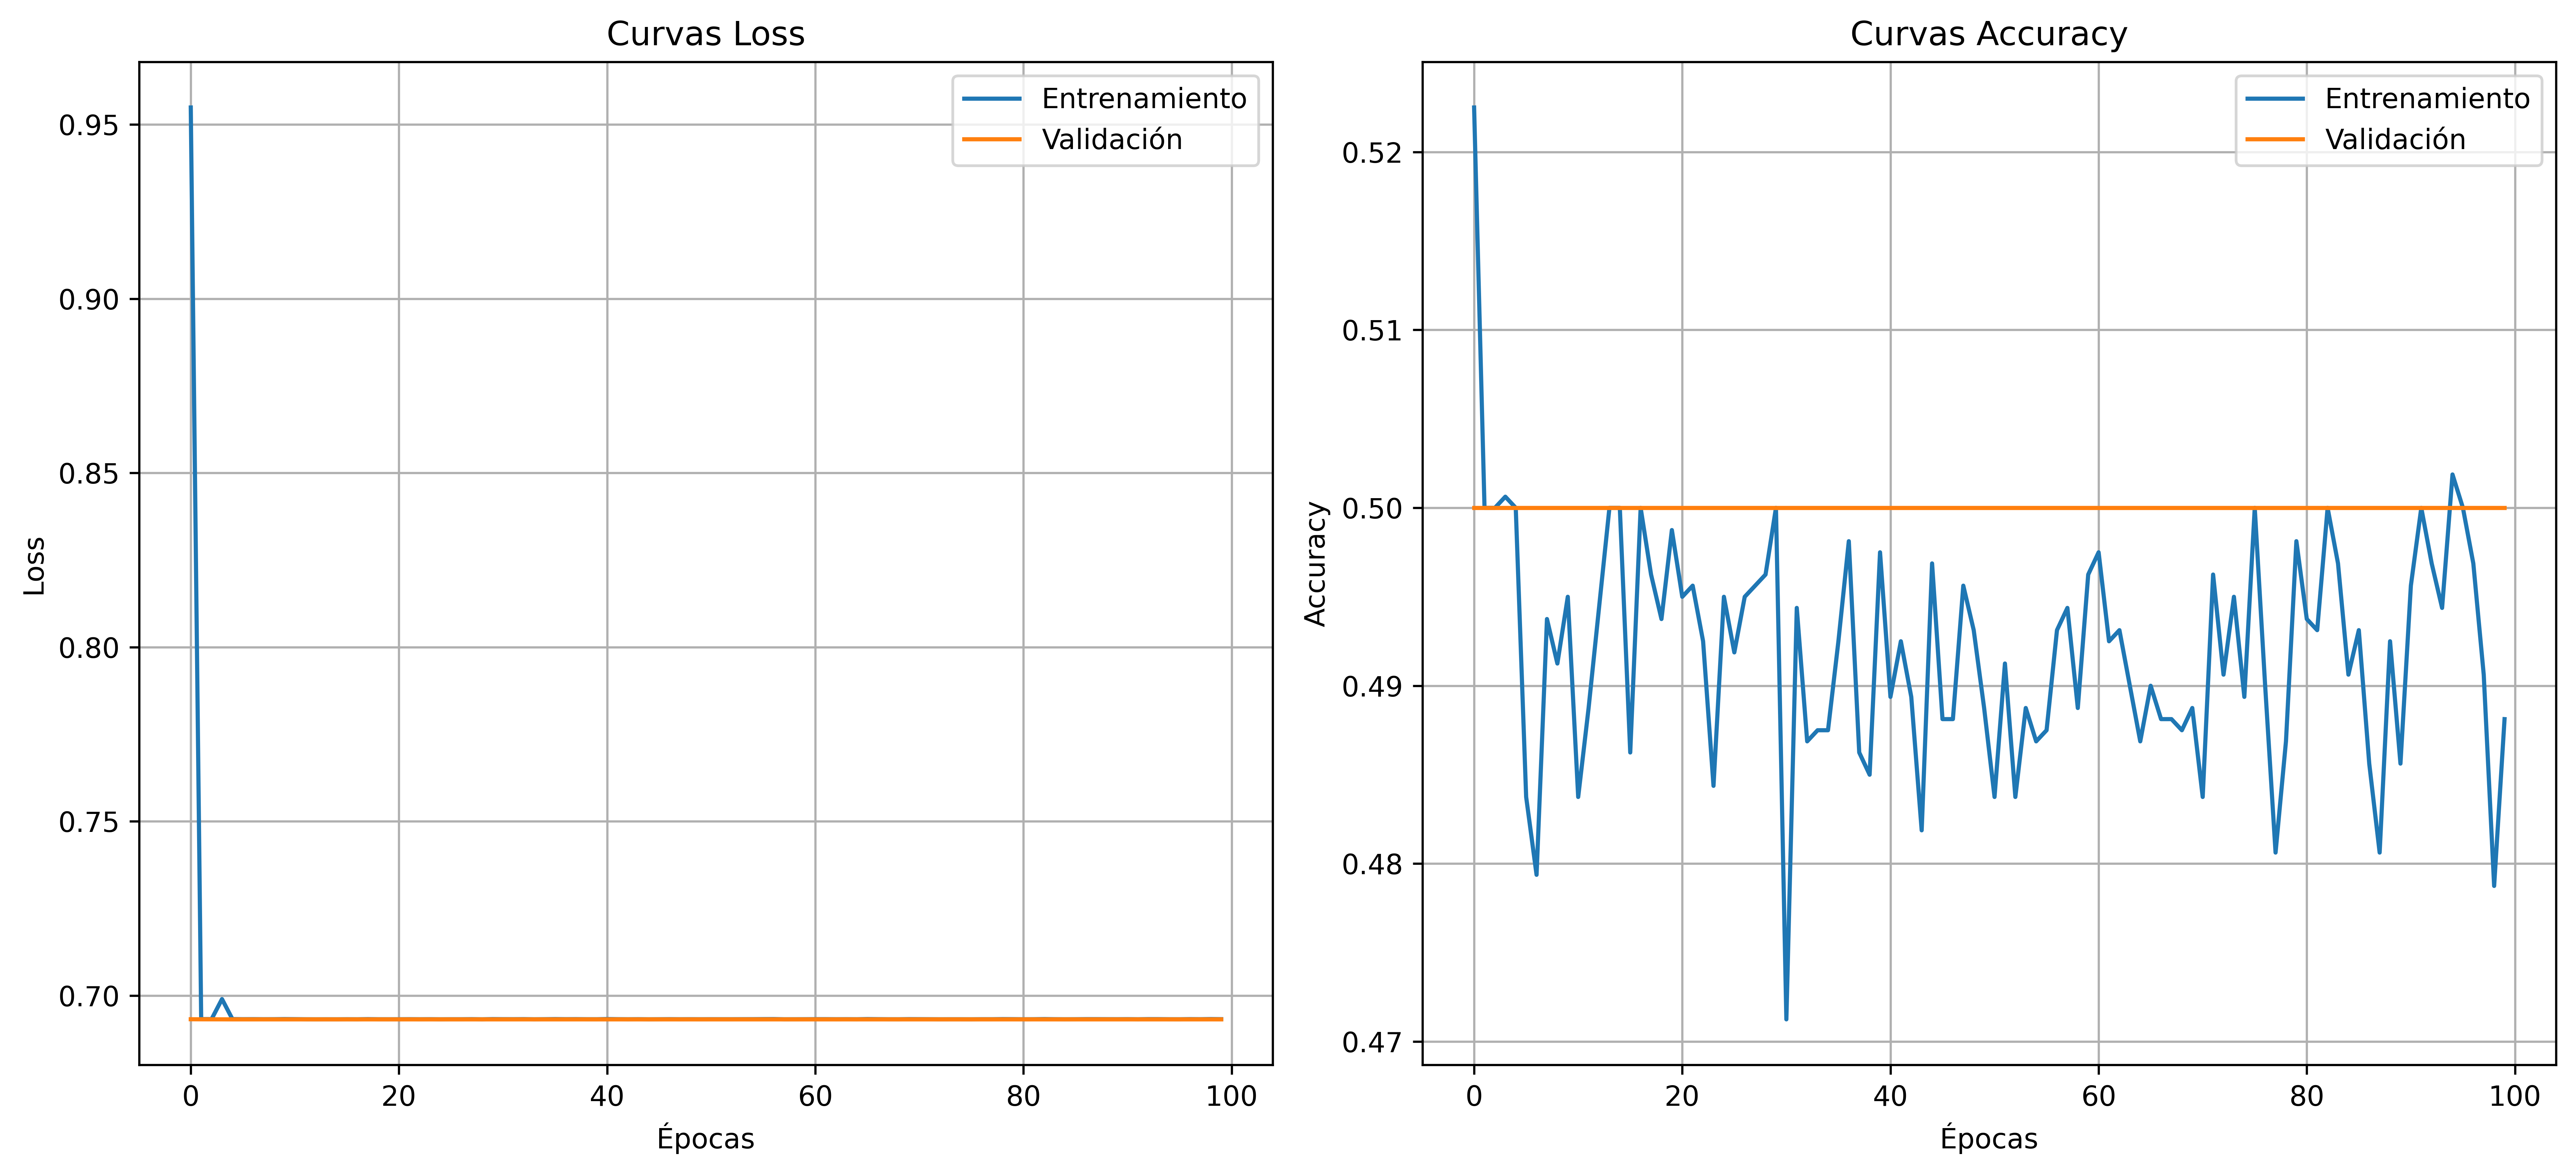 Curvas Loss
Entrenamiento
Validación
0.95
0.90
0.85
0.80
0.75
0.70
Loss
0 20 40 60 80 100
Épocas
Curvas Accuracy
Entrenamiento
Validación
0.52
0.51
0.50
0.49
0.48
0.47
Accuracy
0 20 40 60 80 100
Épocas